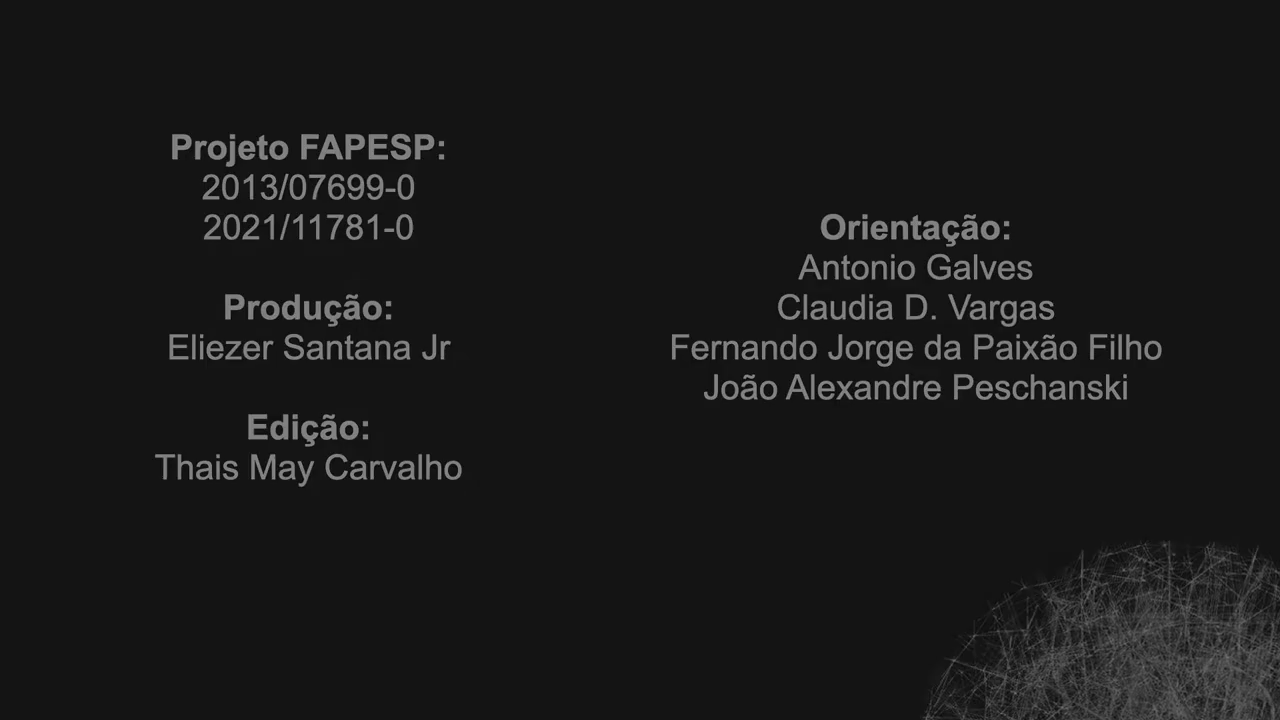 Projeto FAPESP:
2013/07699-0
2021/11781-0
Produção:
Eliezer Santana Jr
Edição:
Thais May Carvalho
Orientação:
Antonio Galves
Claudia D. Vargas
Fernando Jorge da Paixão Filho
João Alexandre Peschanski